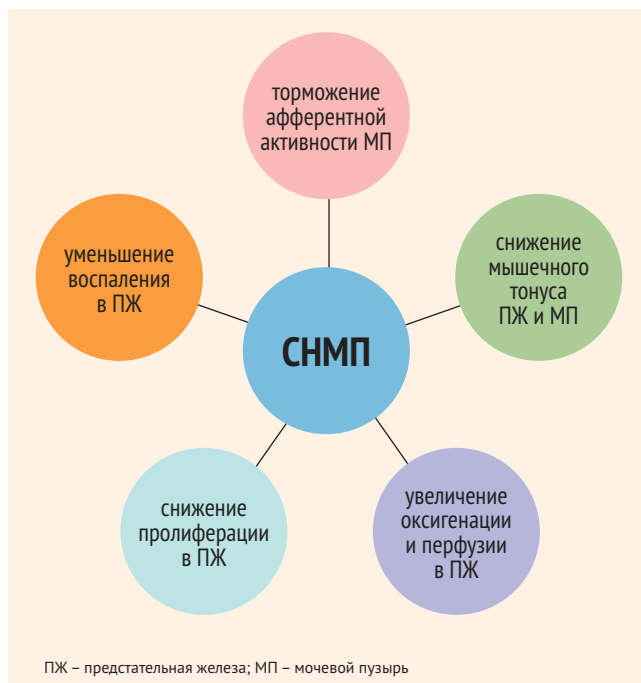 торможение
афферентной
активности МП
уменьшение
воспаления
в ПЖ
снижение
мышечного
тонуса
ПЖ и МП
СНМП
снижение
пролиферации
в ПЖ
увеличение
оксигенации
и перфузии
в ПЖ
ПЖ – предстательная железа; МП – мочевой пузырь